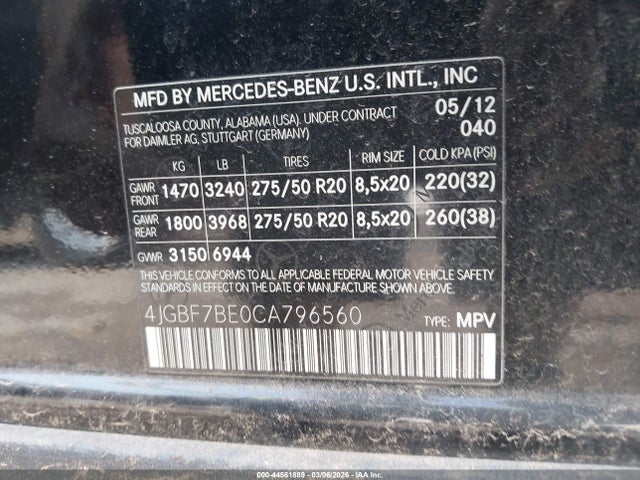 MFD BY MERCEDES-BENZ U.S. INTL., INC
TUSCALOOSA COUNTY, ALABAMA (USA). UNDER CONTRACT 05/12
FOR DAIMLER AG, STUTTGART (GERMANY) 040
KG LB TIRES RIM SIZE COLD KPA (PSI)
GAWR FRONT 1470 3240 275/50 R20 8,5x20 220(32)
GAWR REAR 1800 3968 275/50 R20 8,5x20 260(38)
GVWR 3150 6944
THIS VEHICLE CONFORMS TO ALL APPLICABLE FEDERAL MOTOR VEHICLE SAFETY
STANDARDS IN EFFECT ON THE DATE OF MANUFACTURE SHOWN ABOVE.
4JGBF7BE0CA796560 TYPE: MPV
000-44561889 | 03/06/2026 | IAA Inc. (IAA)